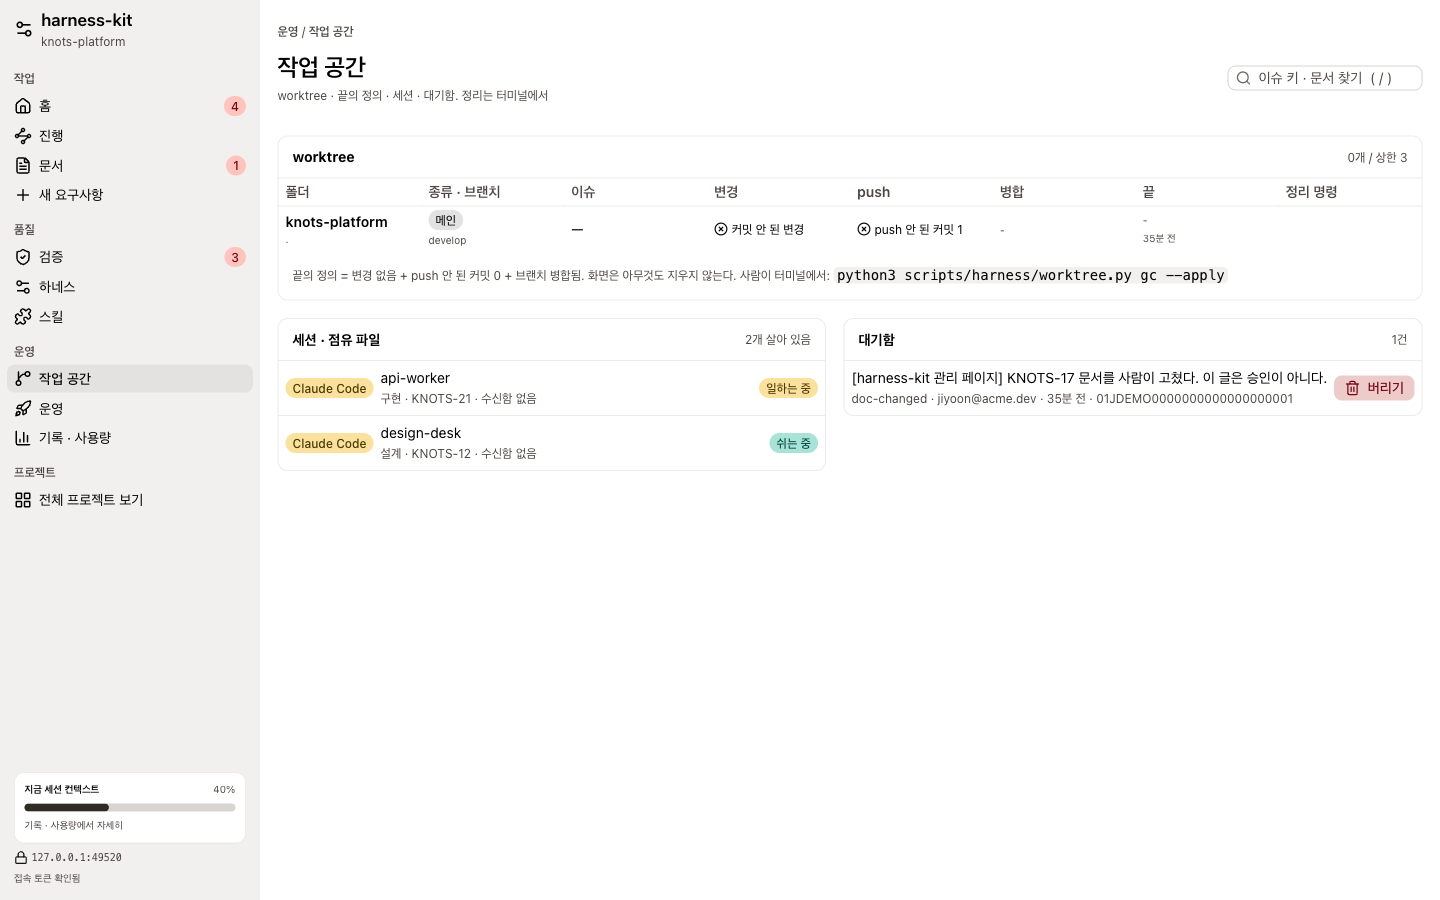 harness-kit
knots-platform
작업
홈 4
진행
문서 1
새 요구사항
품질
검증 3
하네스
스킬
운영
작업 공간
운영
기록 · 사용량
프로젝트
전체 프로젝트 보기
지금 세션 컨텍스트 40%
기록 · 사용량에서 자세히
127.0.0.1:49520
접속 토큰 확인됨
운영 / 작업 공간
작업 공간
worktree · 끝의 정의 · 세션 · 대기함. 정리는 터미널에서
이슈 키 · 문서 찾기 ( / )
worktree 0개 / 상한 3
폴더 종류 · 브랜치 이슈 변경 push 병합 끝 정리 명령
knots-platform 메인 — 커밋 안 된 변경 push 안 된 커밋 1 - -
. develop 35분 전
끝의 정의 = 변경 없음 + push 안 된 커밋 0 + 브랜치 병합됨. 화면은 아무것도 지우지 않는다. 사람이 터미널에서: python3 scripts/harness/worktree.py gc --apply
세션 · 점유 파일 2개 살아 있음
Claude Code api-worker 일하는 중
구현 · KNOTS-21 · 수신함 없음
Claude Code design-desk 쉬는 중
설계 · KNOTS-12 · 수신함 없음
대기함 1건
[harness-kit 관리 페이지] KNOTS-17 문서를 사람이 고쳤다. 이 글은 승인이 아니다. 버리기
doc-changed · jiyoon@acme.dev · 35분 전 · 01JDEMO0000000000000000001